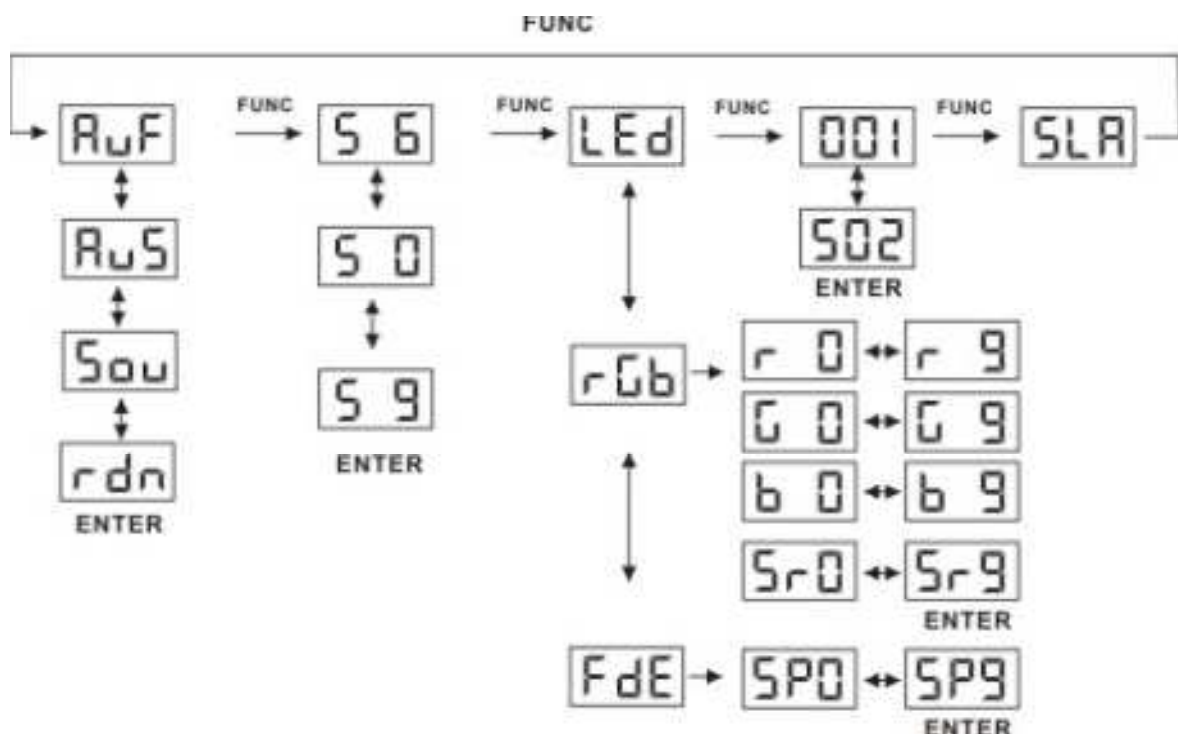 FUNC
AuF FUNC S 6 FUNC LEd FUNC 001 FUNC SLA
AuS S 0 S02
ENTER
Sou S 9 rGb r 0 r 9
G 0 G 9
rdn ENTER b 0 b 9
ENTER
Sr0 Sr9
ENTER
FdE SP0 SP9
ENTER